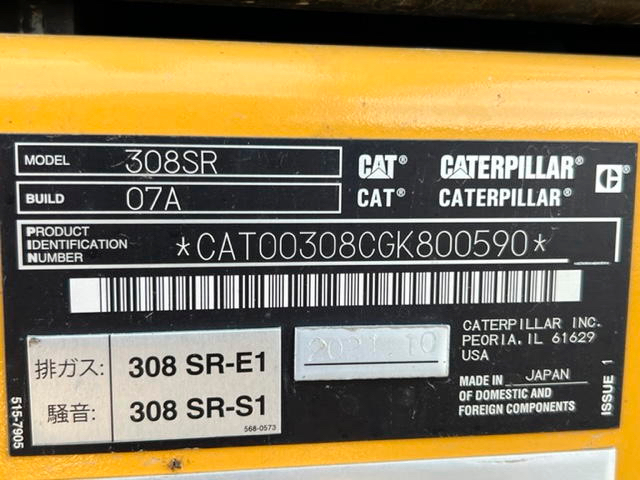 MODEL 308SR CAT® CATERPILLAR®
BUILD 07A CAT® CATERPILLAR® C
PRODUCT
IDENTIFICATION
NUMBER *CAT00308CGK800590*
排ガス: 308 SR-E1
騒音: 308 SR-S1
568-0573
2021.10
CATERPILLAR INC.
PEORIA, IL 61629
USA
MADE IN JAPAN
OF DOMESTIC AND
FOREIGN COMPONENTS
ISSUE 1
515-7905